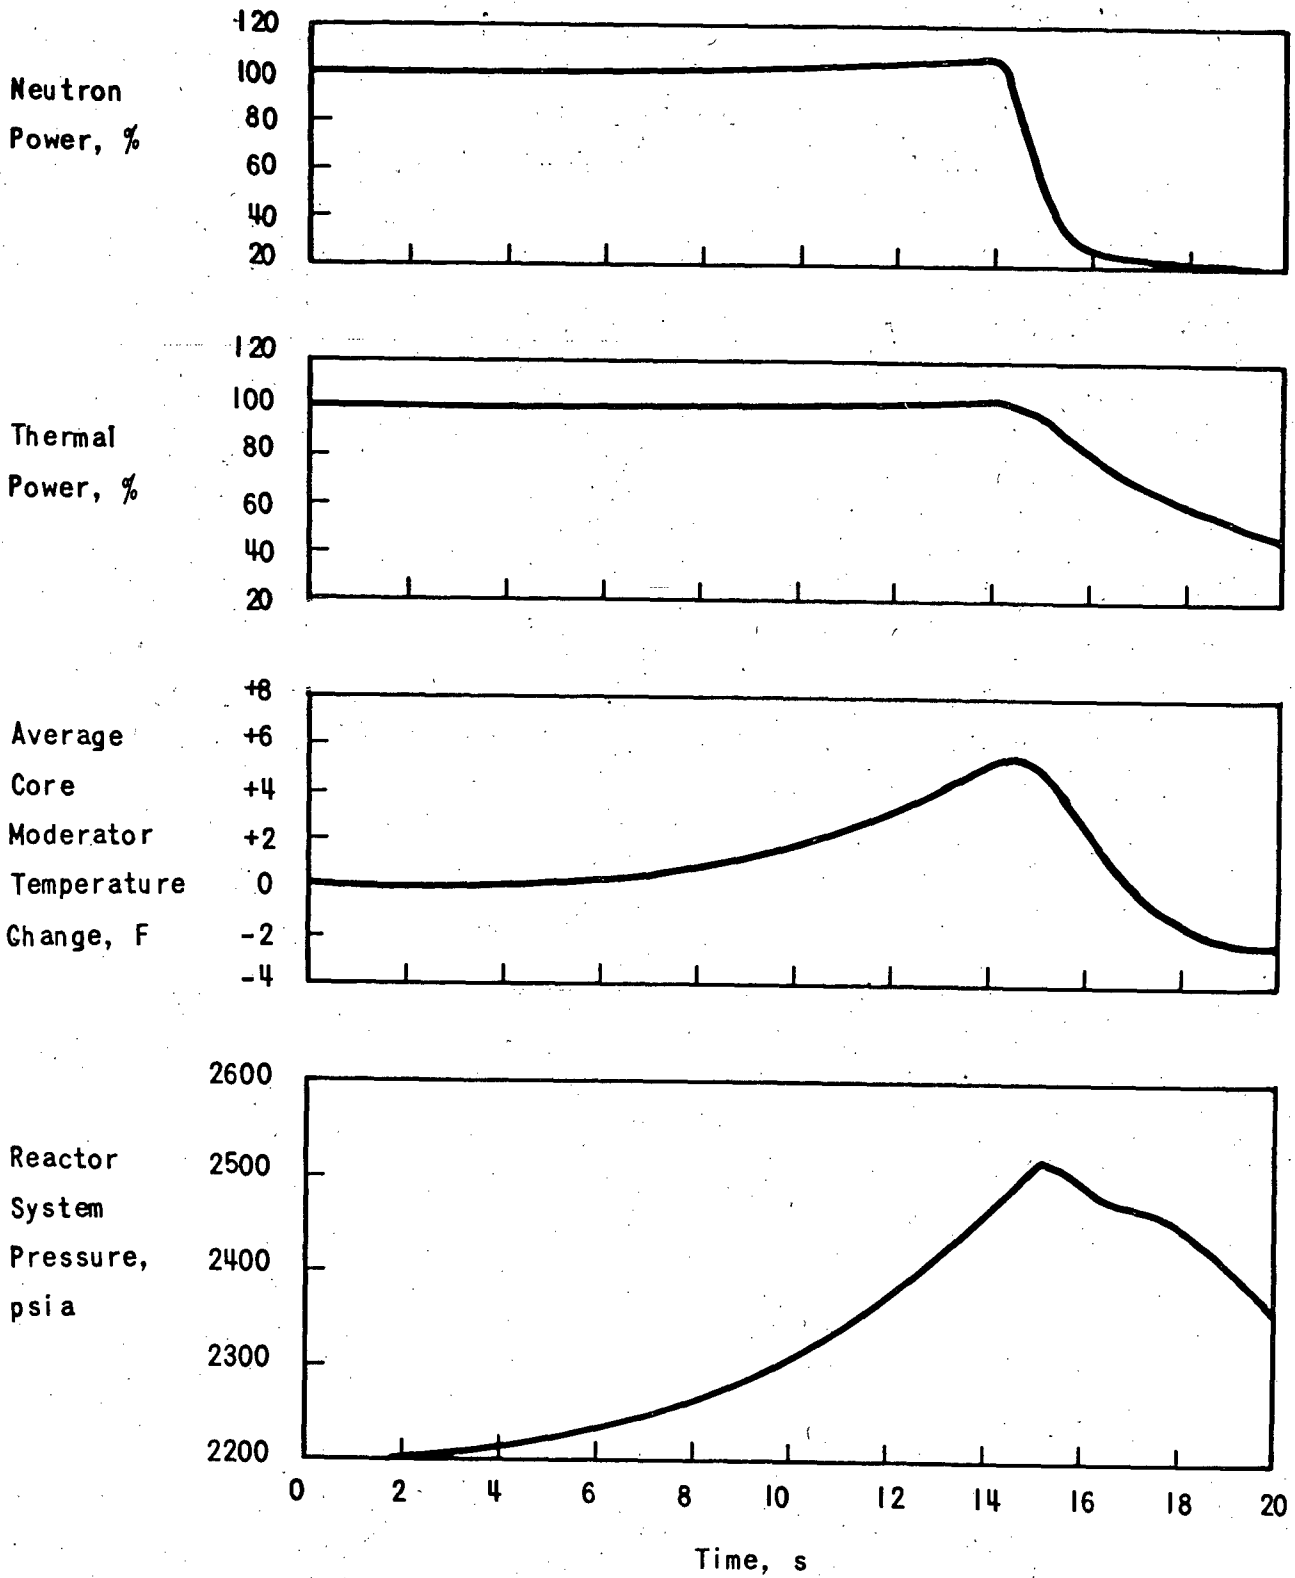 120
100
Neutron
80
Power, %
60
40
20
120
100
Thermal
80
Power, %
60
40
20
+8
Average
+6
Core
+4
Moderator
+2
Temperature
0
Change, F
-2
-4
2600
Reactor
2500
System
Pressure,
2400
psia
2300
2200
0 2 4 6 8 10 12 14 16 18 20
Time, s